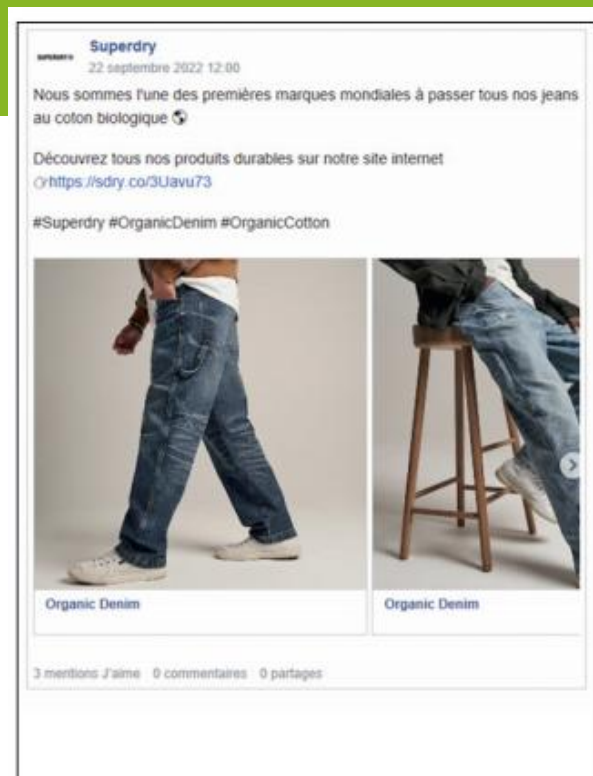 SUPERDRY
Superdry
22 septembre 2022 12:00
Nous sommes l'une des premières marques mondiales à passer tous nos jeans
au coton biologique 🌎
Découvrez tous nos produits durables sur notre site internet
👉https://sdry.co/3Uavu73
#Superdry #OrganicDenim #OrganicCotton
Organic Denim
Organic Denim
3 mentions J'aime 0 commentaires 0 partages